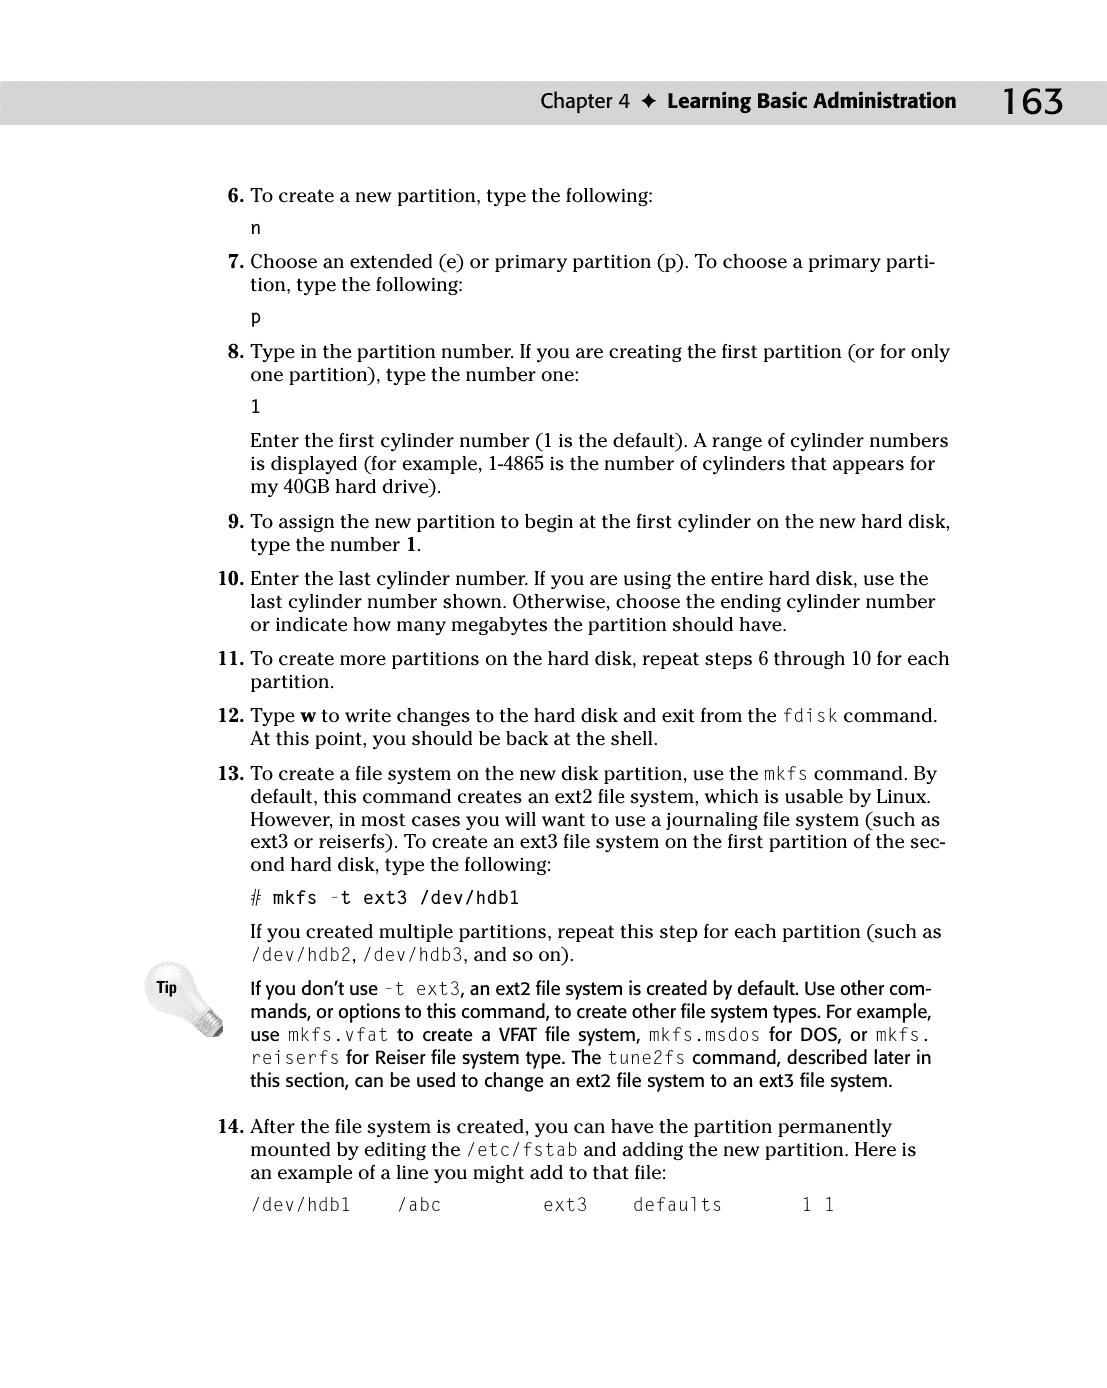 Chapter 4 ✦ Learning Basic Administration 163
6. To create a new partition, type the following:
n
7. Choose an extended (e) or primary partition (p). To choose a primary parti-
tion, type the following:
p
8. Type in the partition number. If you are creating the first partition (or for only
one partition), type the number one:
1
Enter the first cylinder number (1 is the default). A range of cylinder numbers
is displayed (for example, 1-4865 is the number of cylinders that appears for
my 40GB hard drive).
9. To assign the new partition to begin at the first cylinder on the new hard disk,
type the number 1.
10. Enter the last cylinder number. If you are using the entire hard disk, use the
last cylinder number shown. Otherwise, choose the ending cylinder number
or indicate how many megabytes the partition should have.
11. To create more partitions on the hard disk, repeat steps 6 through 10 for each
partition.
12. Type w to write changes to the hard disk and exit from the fdisk command.
At this point, you should be back at the shell.
13. To create a file system on the new disk partition, use the mkfs command. By
default, this command creates an ext2 file system, which is usable by Linux.
However, in most cases you will want to use a journaling file system (such as
ext3 or reiserfs). To create an ext3 file system on the first partition of the sec-
ond hard disk, type the following:
# mkfs -t ext3 /dev/hdb1
If you created multiple partitions, repeat this step for each partition (such as
/dev/hdb2, /dev/hdb3, and so on).
Tip
If you don't use -t ext3, an ext2 file system is created by default. Use other com-
mands, or options to this command, to create other file system types. For example,
use mkfs.vfat to create a VFAT file system, mkfs.msdos for DOS, or mkfs.
reiserfs for Reiser file system type. The tune2fs command, described later in
this section, can be used to change an ext2 file system to an ext3 file system.
14. After the file system is created, you can have the partition permanently
mounted by editing the /etc/fstab and adding the new partition. Here is
an example of a line you might add to that file:
/dev/hdb1 /abc ext3 defaults 1 1